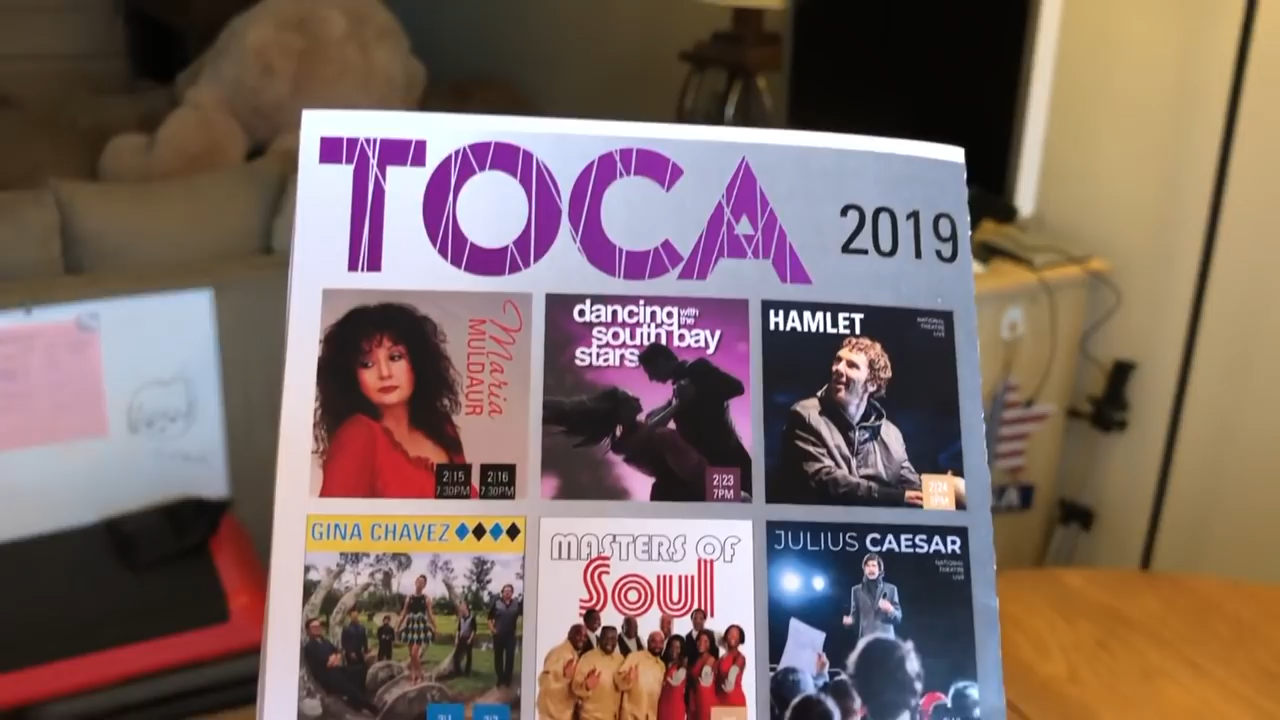 TOCA
2019
Maria
MULDAUR
2|15
7:30PM
2|16
7:30PM
dancing with the
south bay
stars
2|23
7PM
HAMLET
NATIONAL
THEATRE
LIVE
2|24
GINA CHAVEZ
MASTERS OF
Soul
JULIUS CAESAR
NATIONAL
THEATRE
LIVE